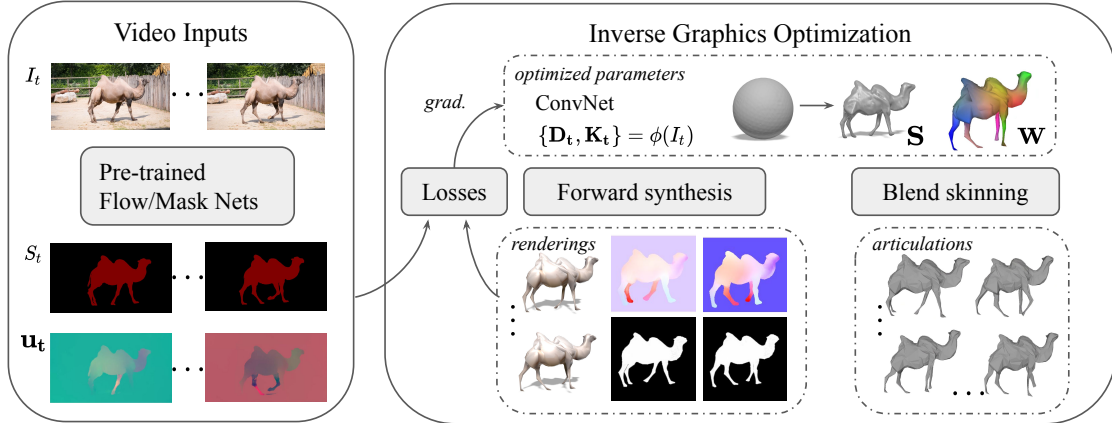 Video Inputs
I_t
Pre-trained
Flow/Mask Nets
S_t
u_t
Inverse Graphics Optimization
grad.
optimized parameters
ConvNet
{D_t, K_t} = ϕ(I_t)
S
W
Losses
Forward synthesis
Blend skinning
renderings
articulations